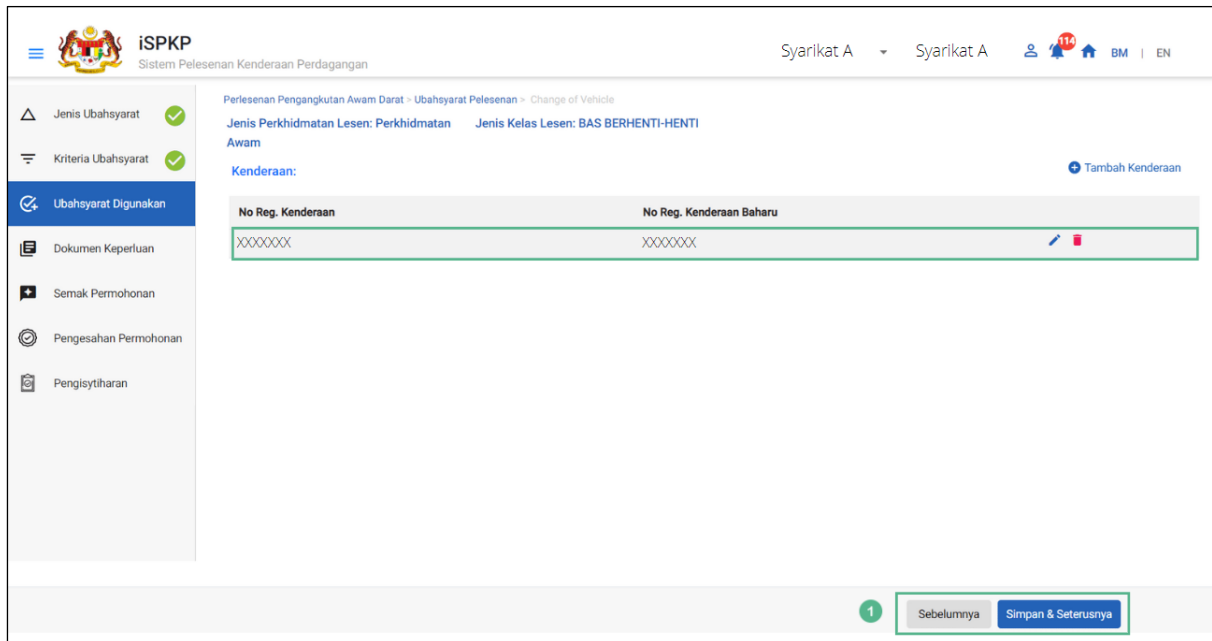 iSPKP
Sistem Pelesenan Kenderaan Perdagangan
Syarikat A Syarikat A 114 BM | EN
Jenis Ubahsyarat
Kriteria Ubahsyarat
Ubahsyarat Digunakan
Dokumen Keperluan
Semak Permohonan
Pengesahan Permohonan
Pengisytiharan
Perlesenan Pengangkutan Awam Darat > Ubahsyarat Pelesenan > Change of Vehicle
Jenis Perkhidmatan Lesen: Perkhidmatan Awam
Jenis Kelas Lesen: BAS BERHENTI-HENTI
Kenderaan:
Tambah Kenderaan
No Reg. Kenderaan No Reg. Kenderaan Baharu
XXXXXXX XXXXXXX
1 Sebelumnya Simpan & Seterusnya